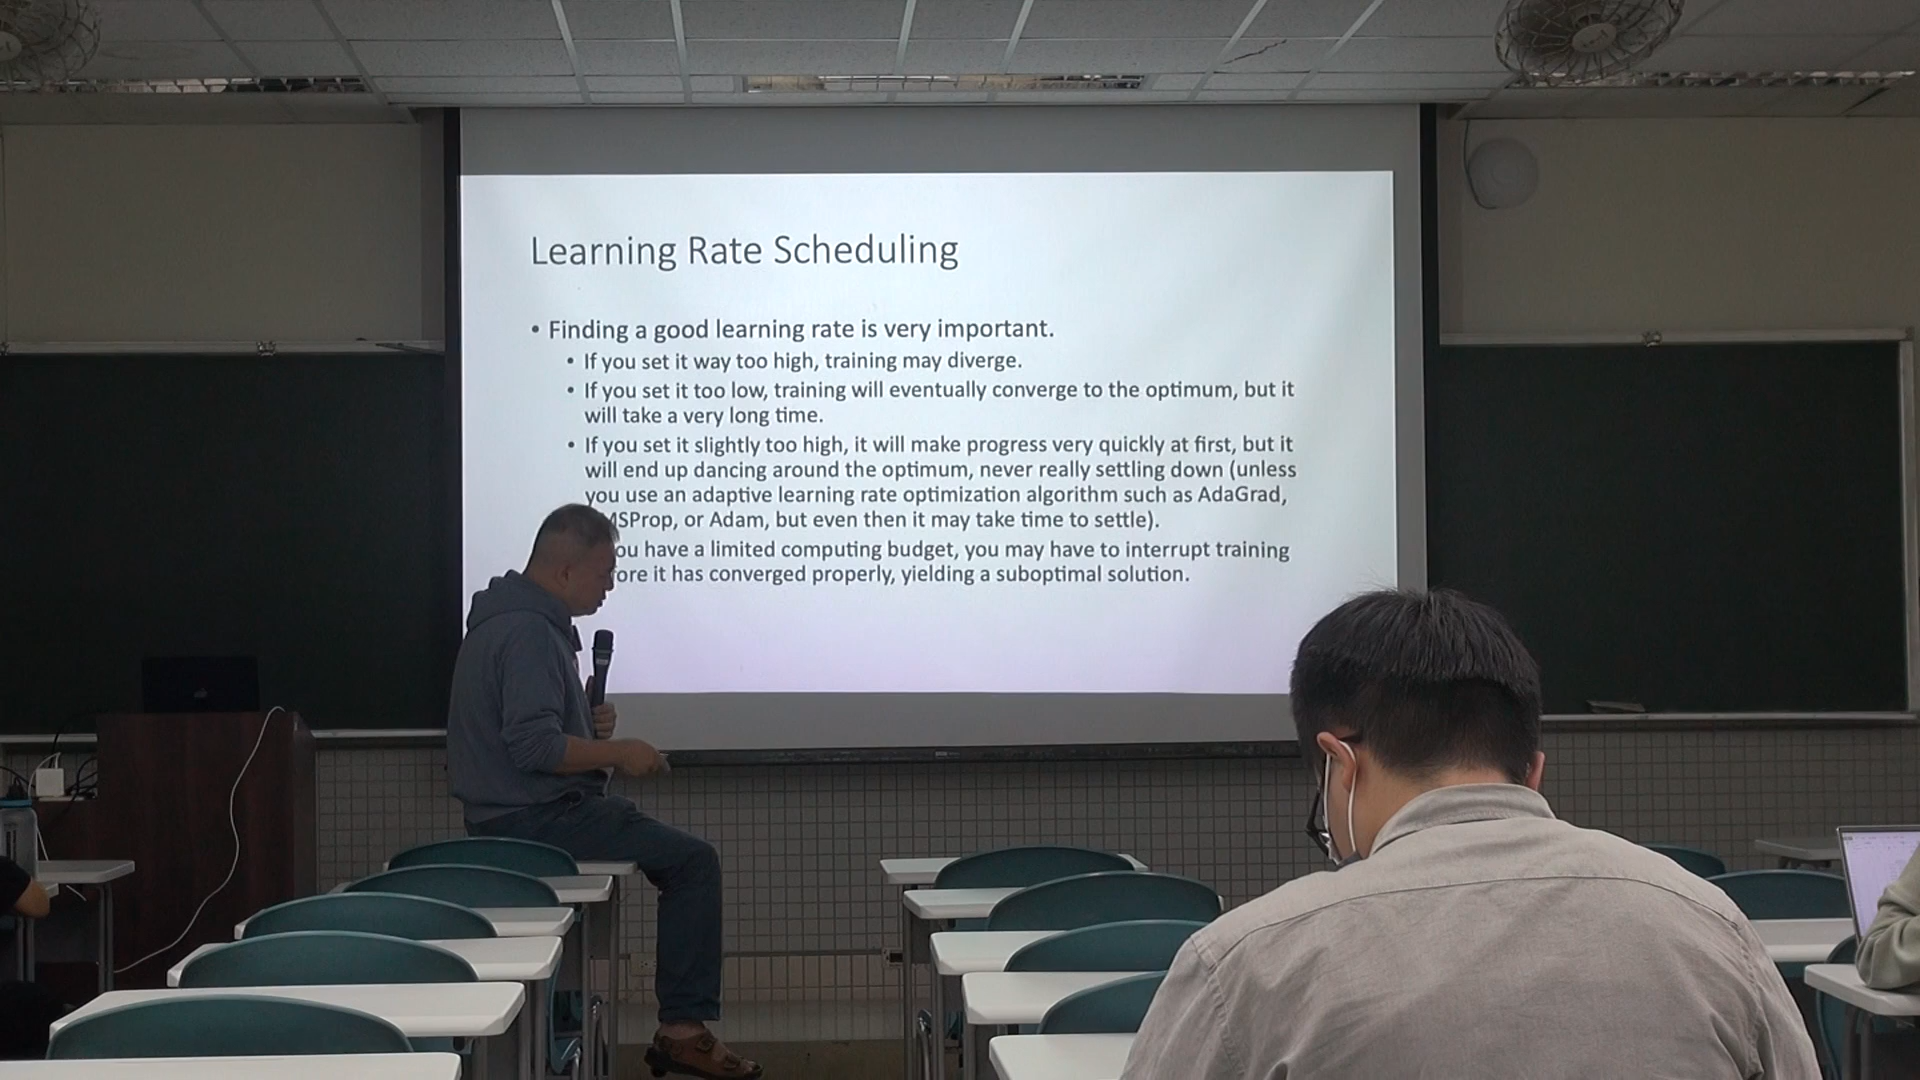 Learning Rate Scheduling
• Finding a good learning rate is very important.
• If you set it way too high, training may diverge.
• If you set it too low, training will eventually converge to the optimum, but it
will take a very long time.
• If you set it slightly too high, it will make progress very quickly at first, but it
will end up dancing around the optimum, never really settling down (unless
you use an adaptive learning rate optimization algorithm such as AdaGrad,
MSProp, or Adam, but even then it may take time to settle).
ou have a limited computing budget, you may have to interrupt training
ore it has converged properly, yielding a suboptimal solution.